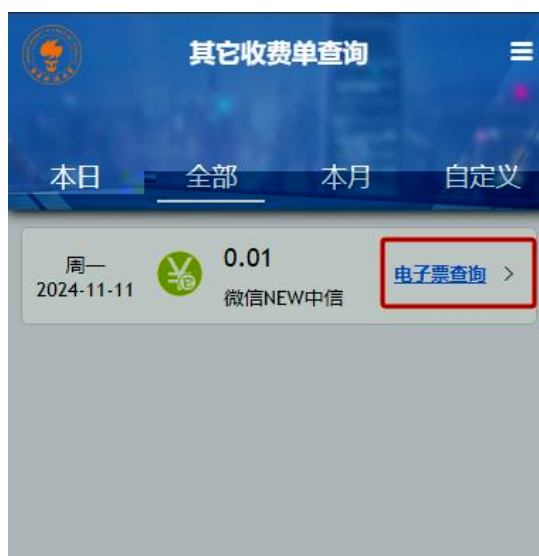 其它收费单查询
本日 全部 本月 自定义
周一
2024-11-11
0.01
微信NEW中信
电子票查询